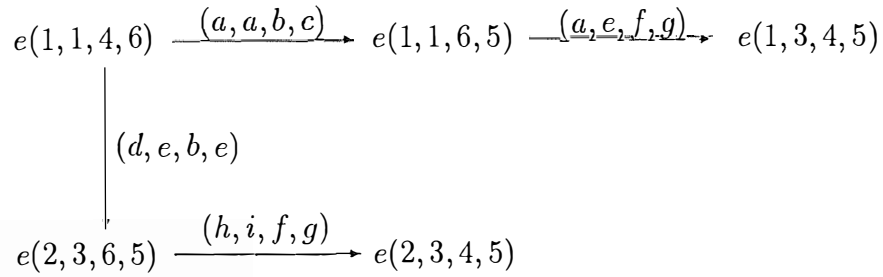 e(1,1,4,6) (a,a,b,c) e(1,1,6,5) (a,e,f,g) e(1,3,4,5)
(d,e,b,e)
e(2,3,6,5) (h,i,f,g) e(2,3,4,5)